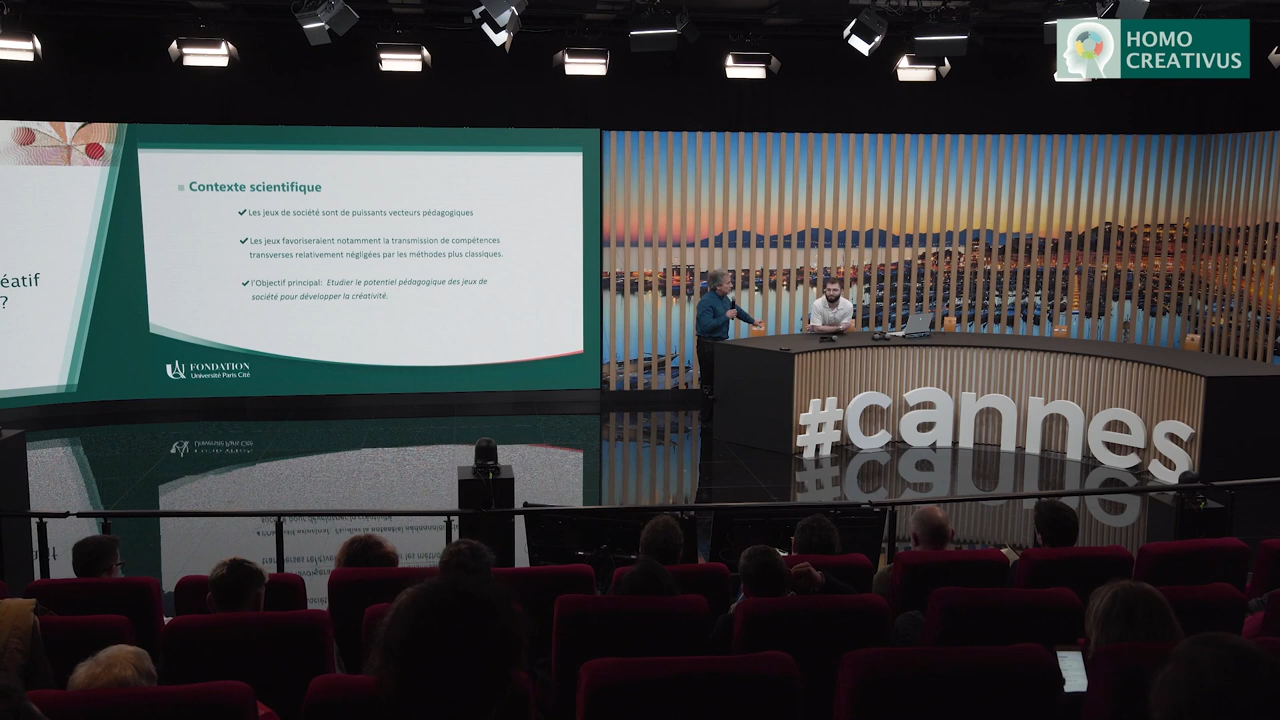 HOMO
CREATIVUS
éatif
?
Contexte scientifique
Les jeux de société sont de puissants vecteurs pédagogiques
Les jeux favoriseraient notamment la transmission de compétences
transverses relativement négligées par les méthodes plus classiques.
l'Objectif principal: Etudier le potentiel pédagogique des jeux de
société pour développer la créativité.
FONDATION
Université Paris Cité
#cannes